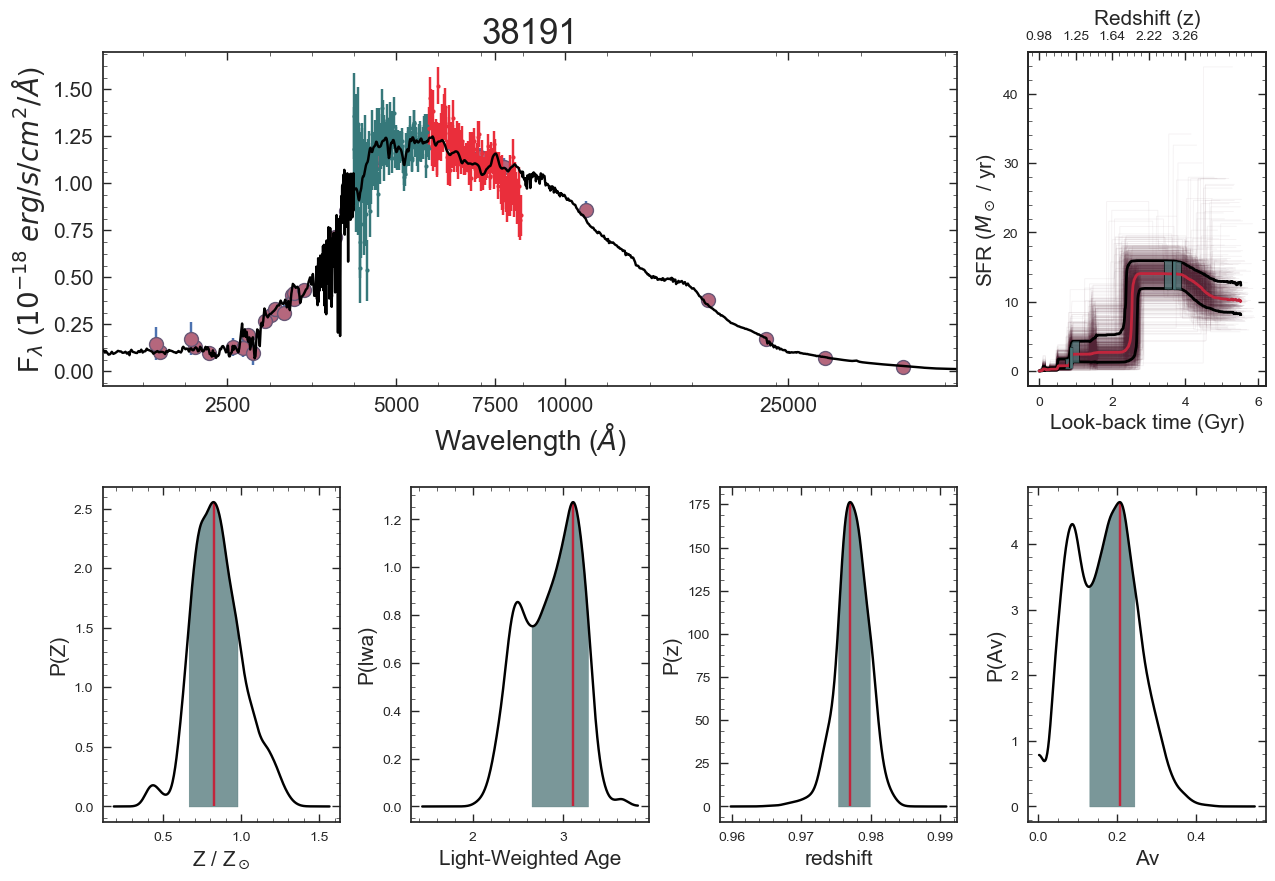 38191
F_λ (10^{-18} erg/s/cm^2/Å)
1.50
1.25
1.00
0.75
0.50
0.25
0.00
2500 5000 7500 10000 25000
Wavelength (Å)
Redshift (z)
0.98 1.25 1.64 2.22 3.26
SFR (M_⊙ / yr)
40
30
20
10
0
0 2 4 6
Look-back time (Gyr)
P(Z)
2.5
2.0
1.5
1.0
0.5
0.0
0.5 1.0 1.5
Z / Z_⊙
P(lwa)
1.2
1.0
0.8
0.6
0.4
0.2
0.0
2 3
Light-Weighted Age
P(z)
175
150
125
100
75
50
25
0
0.96 0.97 0.98 0.99
redshift
P(Av)
4
3
2
1
0
0.0 0.2 0.4
Av